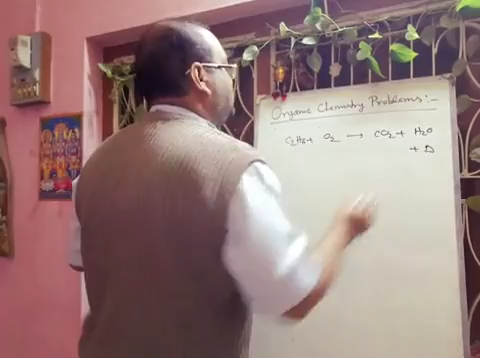 Organic Chemistry Problems :-
C₂H₆ + O₂ → CO₂ + H₂O
+ Δ